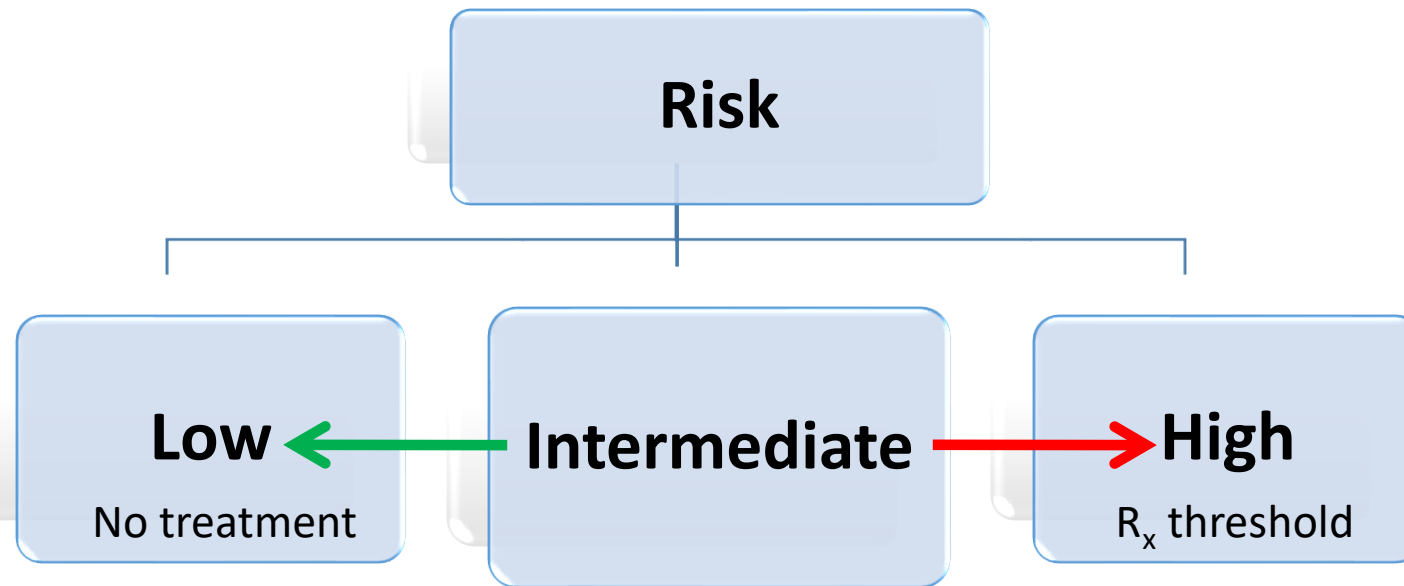 Risk
Low
Intermediate
High
No treatment
Rx threshold